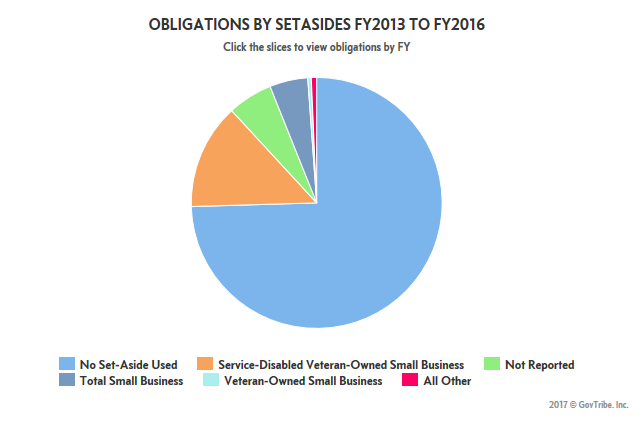 OBLIGATIONS BY SETASIDES FY2013 TO FY2016
Click the slices to view obligations by FY
No Set-Aside Used Service-Disabled Veteran-Owned Small Business Not Reported
Total Small Business Veteran-Owned Small Business All Other
2017 © GovTribe. Inc.